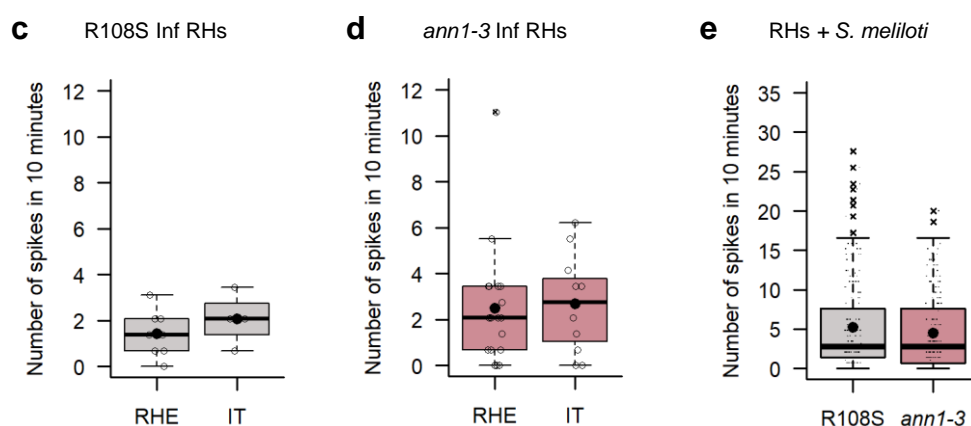 c R108S Inf RHs
Number of spikes in 10 minutes
12
10
8
6
4
2
0
RHE IT
d ann1-3 Inf RHs
Number of spikes in 10 minutes
12
10
8
6
4
2
0
RHE IT
e RHs + S. meliloti
Number of spikes in 10 minutes
35
30
25
20
15
10
5
0
R108S ann1-3